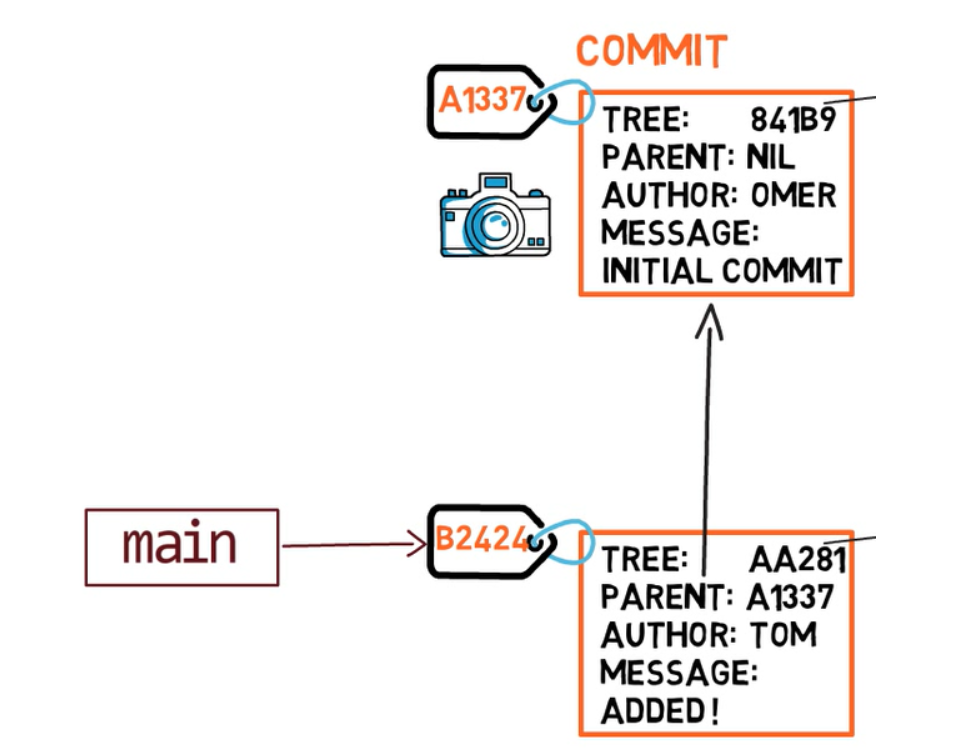 COMMIT
A1337
TREE: 841B9
PARENT: NIL
AUTHOR: OMER
MESSAGE:
INITIAL COMMIT
main
B2424
TREE: AA281
PARENT: A1337
AUTHOR: TOM
MESSAGE:
ADDED!